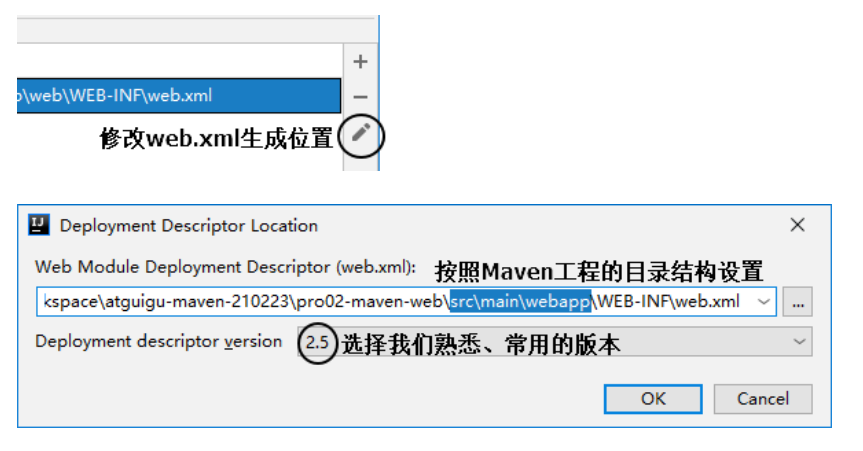 \web\WEB-INF\web.xml
修改web.xml生成位置
Deployment Descriptor Location
Web Module Deployment Descriptor (web.xml): 按照Maven工程的目录结构设置
kspace\atguigu-maven-210223\pro02-maven-web\src\main\webapp\WEB-INF\web.xml ...
Deployment descriptor version 2.5 选择我们熟悉、常用的版本
OK Cancel